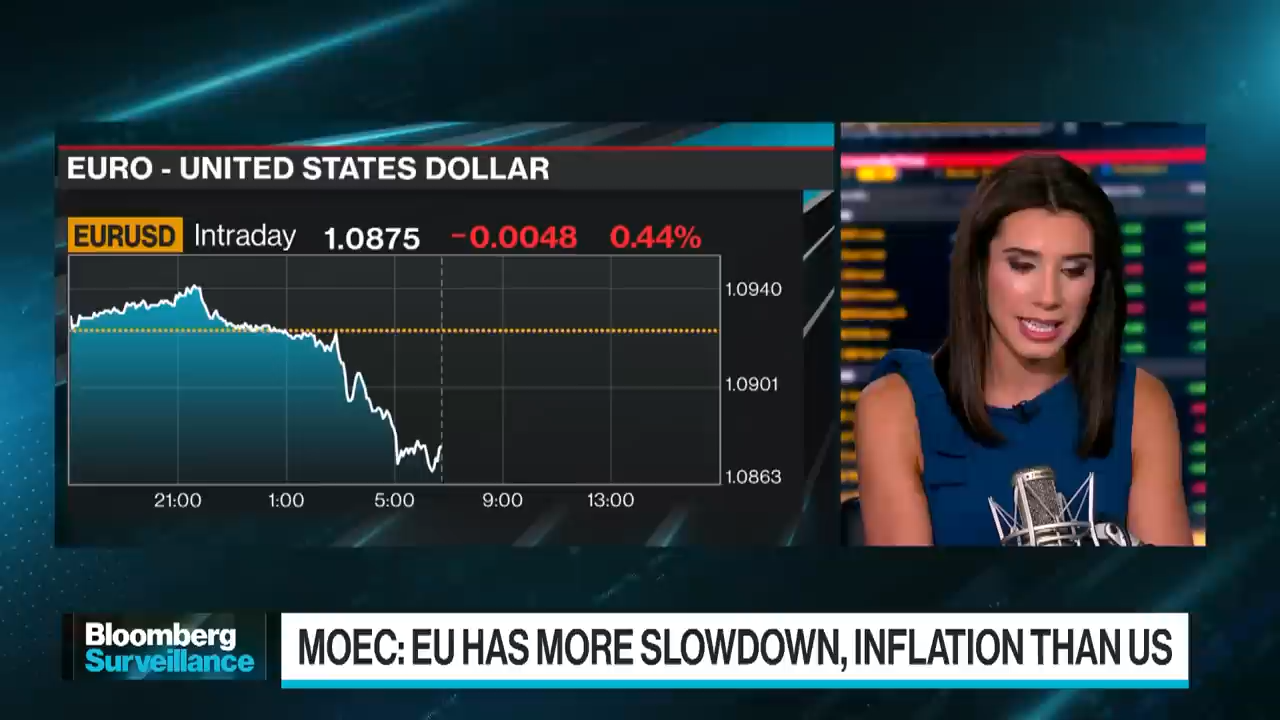 EURO - UNITED STATES DOLLAR
EURUSD Intraday 1.0875 -0.0048 0.44%
1.0940
1.0901
1.0863
21:00 1:00 5:00 9:00 13:00
Bloomberg
Surveillance
MOEC: EU HAS MORE SLOWDOWN, INFLATION THAN US